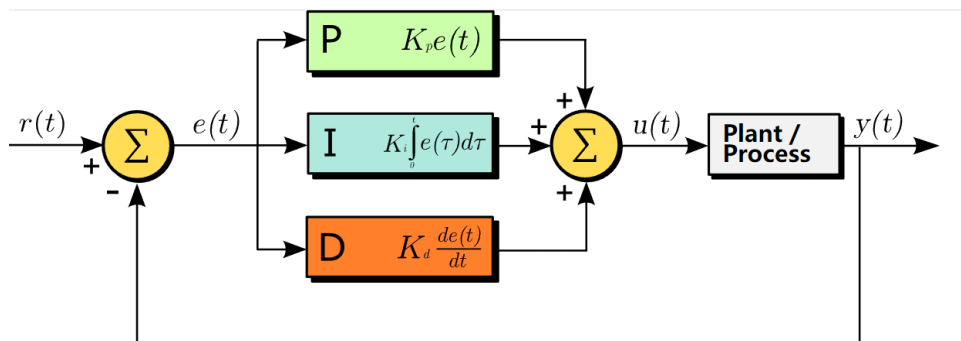 P K_p e(t)
r(t) Σ e(t) I K_i ∫_0^t e(τ)dτ Σ u(t) Plant / Process y(t)
+ - + + +
D K_d de(t)/dt